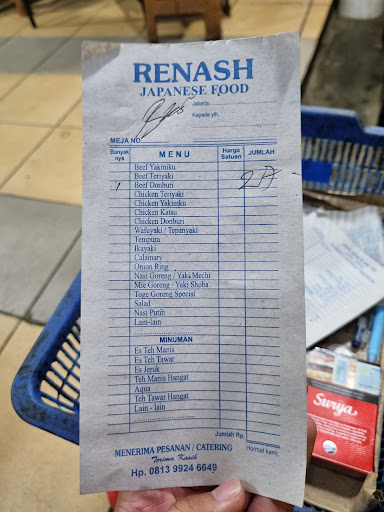 RENASH
JAPANESE FOOD
Jakarta,
Kepada yth.
MEJA NO.
Banyak nya MENU Harga Satuan JUMLAH
Beef Yakiniku
Beef Teriyaki
1 Beef Donburi
Chicken Teriyaki
Chicken Yakiniku
Chicken Katsu
Chicken Donburi
Wafuyaki / Tepenyaki
Tempura
Ikayaki
Calamary
Onion Ring
Nasi Goreng / Yaki Mechi
Mie Goreng / Yaki Shoba
Toge Goreng Special
Salad
Nasi Putih
Lain-lain
MINUMAN
Es Teh Manis
Es Teh Tawar
Es Jeruk
Teh Manis Hangat
Aqua
Teh Tawar Hangat
Lain - lain
Jumlah Rp.
MENERIMA PESANAN / CATERING
Hormat kami,
Terima Kasih
Hp. 0813 9924 6649
Surya